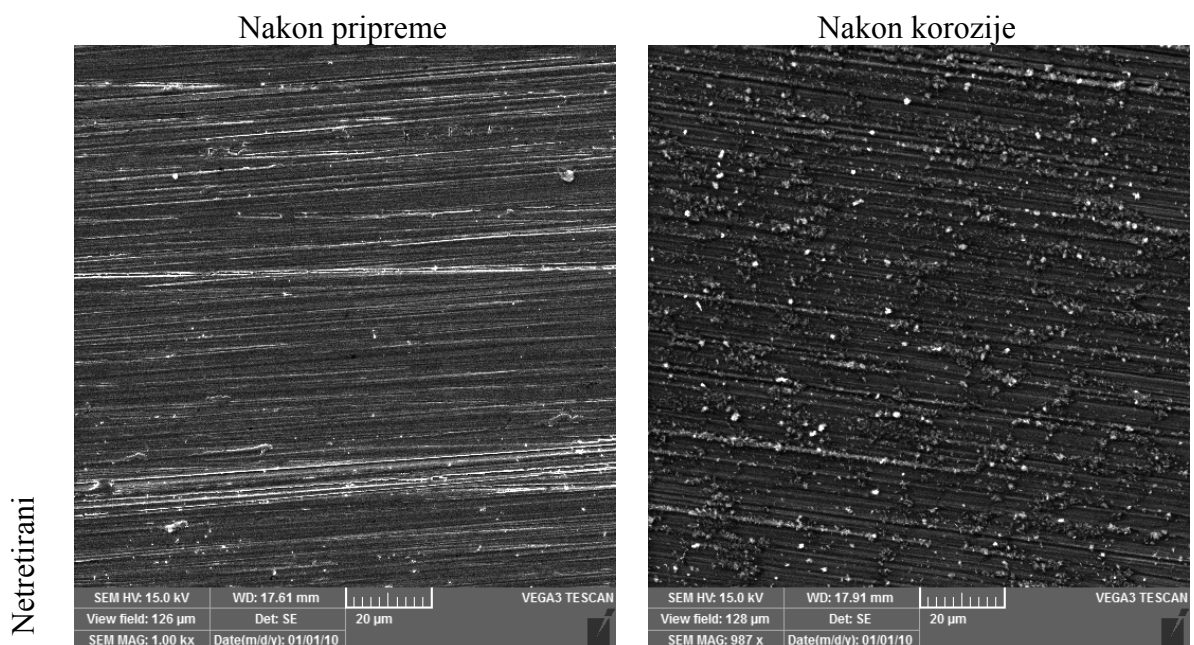 Nakon pripreme
Nakon korozije
Netretirani
SEM HV: 15.0 kV
WD: 17.61 mm
VEGA3 TESCAN
View field: 126 µm
Det: SE
20 µm
SEM MAG: 1.00 kx
Date(m/d/y): 01/01/10
SEM HV: 15.0 kV
WD: 17.91 mm
VEGA3 TESCAN
View field: 128 µm
Det: SE
20 µm
SEM MAG: 987 x
Date(m/d/y): 01/01/10